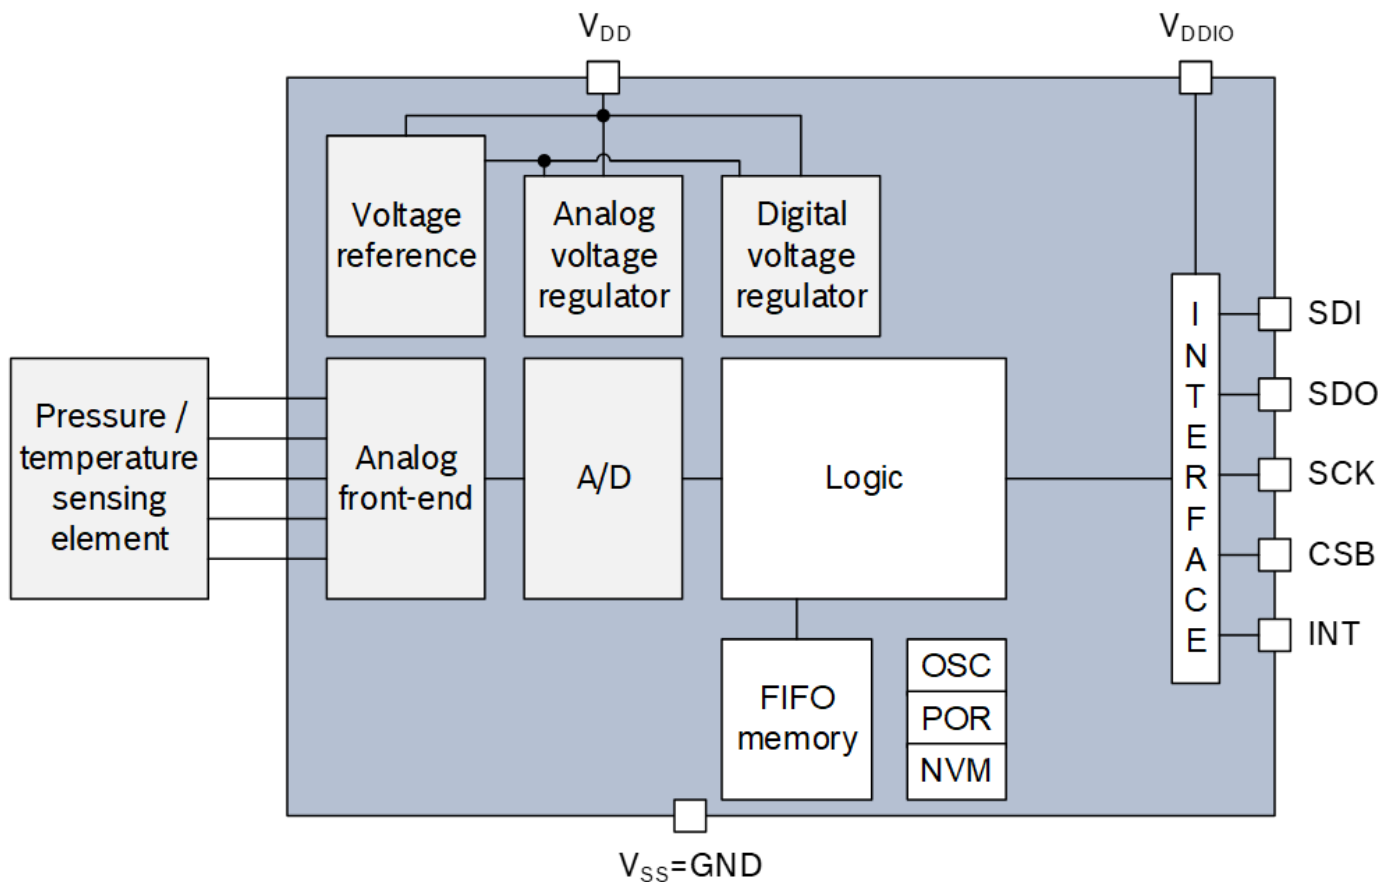 VDD
VDDIO
Voltage
reference
Analog
voltage
regulator
Digital
voltage
regulator
Pressure /
temperature
sensing
element
Analog
front-end
A/D
Logic
INTERFACE
SDI
SDO
SCK
CSB
INT
FIFO
memory
OSC
POR
NVM
VSS=GND